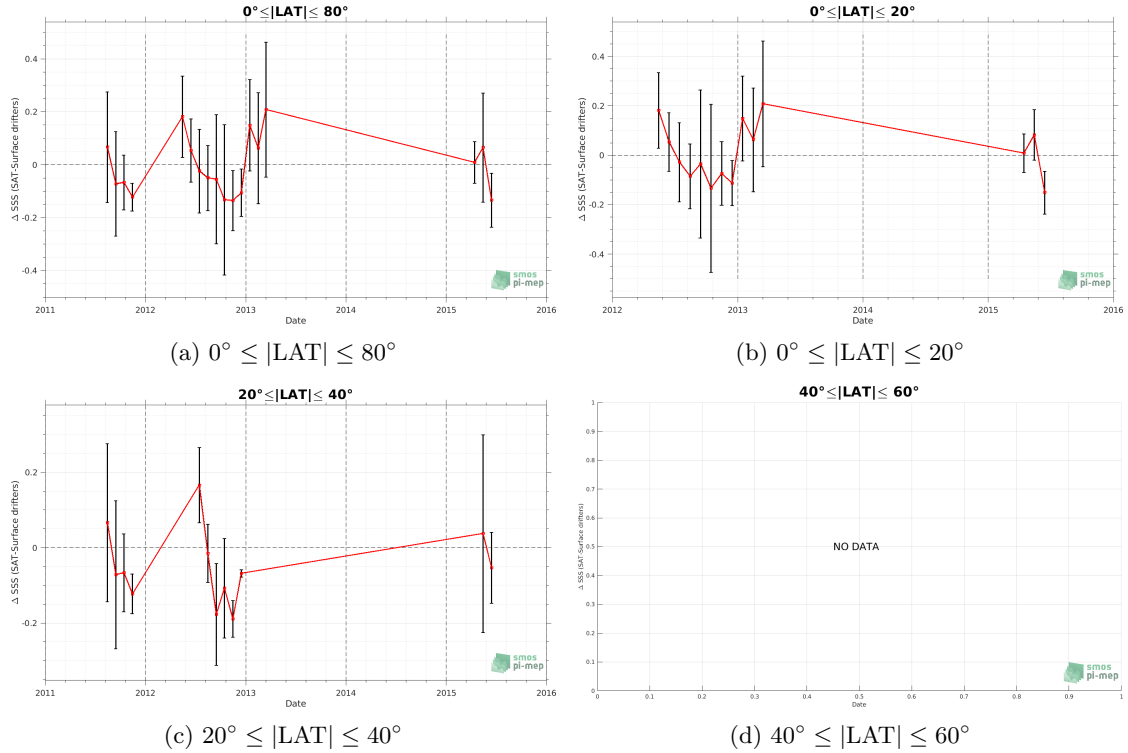 0°≤|LAT|≤ 80°
Δ SSS (SAT-Surface drifters)
0.4
0.2
0
-0.2
-0.4
2011 2012 2013 2014 2015 2016
Date
smos
pi-mep
(a) 0° ≤ |LAT| ≤ 80°
0°≤|LAT|≤ 20°
Δ SSS (SAT-Surface drifters)
0.4
0.2
0
-0.2
-0.4
2012 2013 2014 2015 2016
Date
smos
pi-mep
(b) 0° ≤ |LAT| ≤ 20°
20°≤|LAT|≤ 40°
Δ SSS (SAT-Surface drifters)
0.2
0
-0.2
2011 2012 2013 2014 2015 2016
Date
smos
pi-mep
(c) 20° ≤ |LAT| ≤ 40°
40°≤|LAT|≤ 60°
Δ SSS (SAT-Surface drifters)
1
0.9
0.8
0.7
0.6
0.5
0.4
0.3
0.2
0.1
0
NO DATA
0 0.1 0.2 0.3 0.4 0.5 0.6 0.7 0.8 0.9 1
Date
smos
pi-mep
(d) 40° ≤ |LAT| ≤ 60°